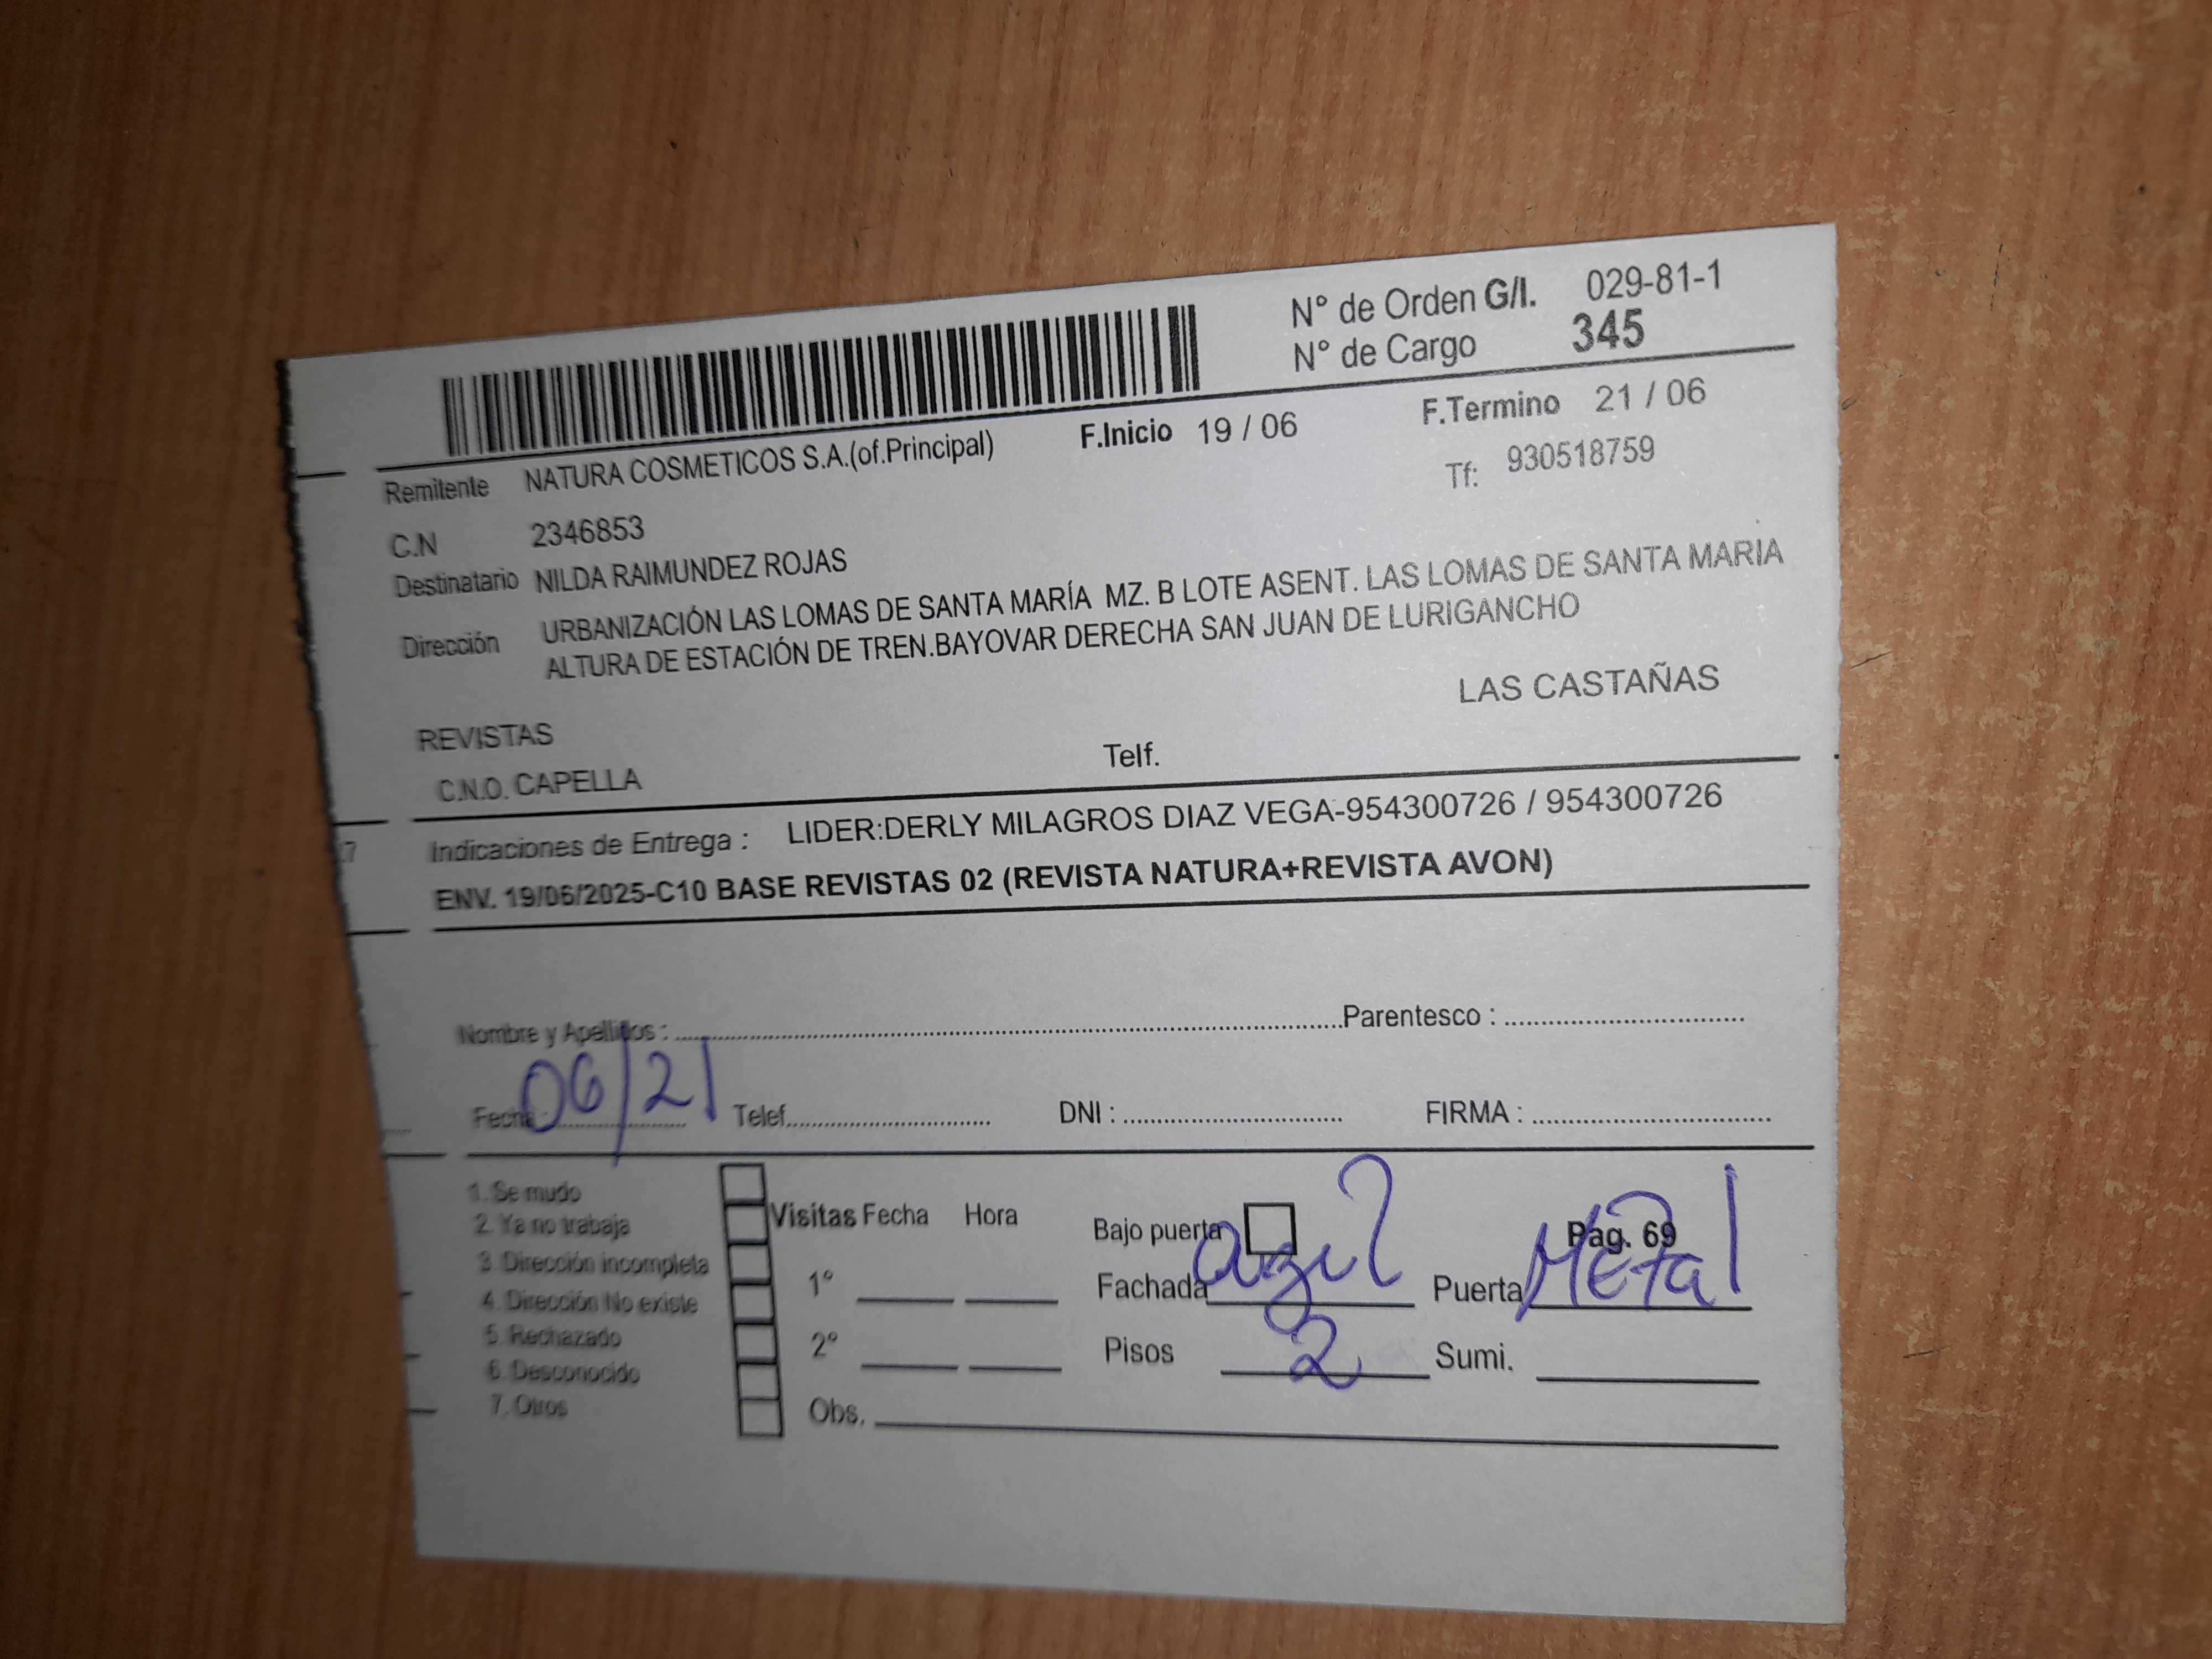 N° de Orden G/I. 029-81-1
N° de Cargo 345
Remitente NATURA COSMETICOS S.A.(of.Principal) F.Inicio 19 / 06 F.Termino 21 / 06
C.N 2346853 Tf: 930518759
Destinatario NILDA RAIMUNDEZ ROJAS
Dirección URBANIZACIÓN LAS LOMAS DE SANTA MARÍA MZ. B LOTE ASENT. LAS LOMAS DE SANTA MARIA
ALTURA DE ESTACIÓN DE TREN.BAYOVAR DERECHA SAN JUAN DE LURIGANCHO
LAS CASTAÑAS
REVISTAS
C.N.O. CAPELLA Telf.
7 Indicaciones de Entrega : LIDER:DERLY MILAGROS DIAZ VEGA-954300726 / 954300726
ENV. 19/06/2025-C10 BASE REVISTAS 02 (REVISTA NATURA+REVISTA AVON)
Nombre y Apellidos : Parentesco :
Fecha : 06/21 Telef. DNI : FIRMA :
1. Se mudo
2. Ya no trabaja Visitas Fecha Hora Bajo puerta Pag. 69
3. Dirección incompleta 1° Fachada azul Puerta Metal
4. Dirección No existe
5. Rechazado 2° Pisos 2 Sumi.
6. Desconocido
7. Otros Obs.